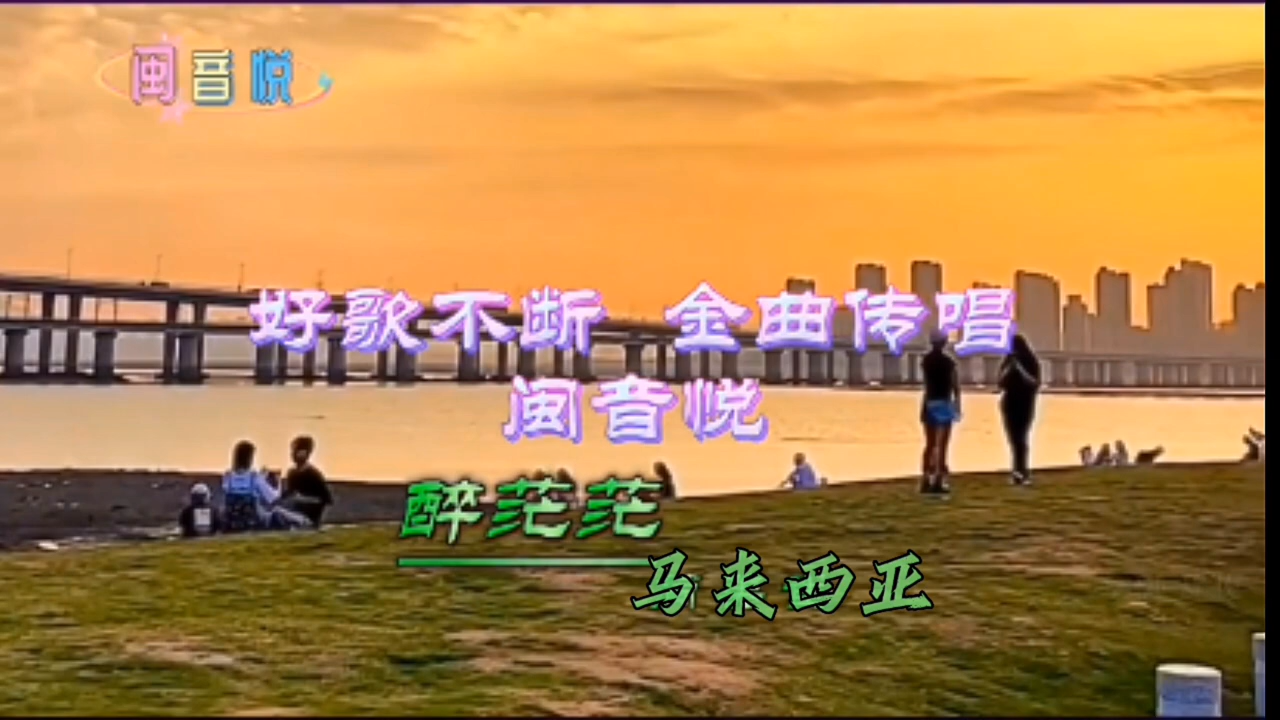 闽音悦
好歌不断 金曲传唱
闽音悦
醉茫茫
马来西亚